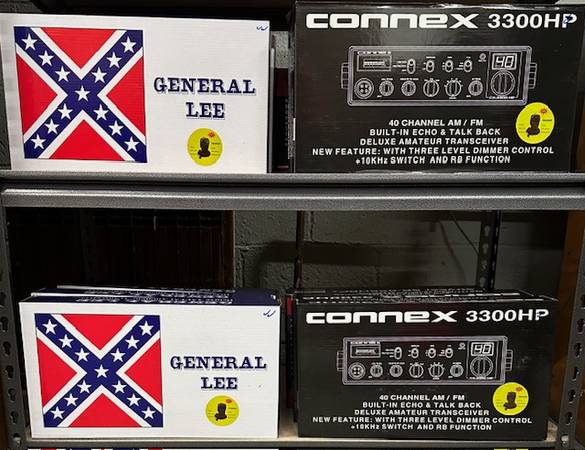 GENERAL
LEE
connex 3300HP
40
40 CHANNEL AM / FM
BUILT-IN ECHO & TALK BACK
DELUXE AMATEUR TRANSCEIVER
NEW FEATURE: WITH THREE LEVEL DIMMER CONTROL
+10KHz SWITCH AND RB FUNCTION
GENERAL
LEE
connex 3300HP
40
40 CHANNEL AM / FM
BUILT-IN ECHO & TALK BACK
DELUXE AMATEUR TRANSCEIVER
NEW FEATURE: WITH THREE LEVEL DIMMER CONTROL
+10KHz SWITCH AND RB FUNCTION